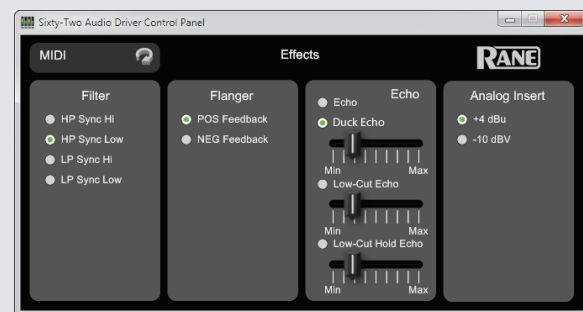 Sixty-Two Audio Driver Control Panel
MIDI
Effects
RANE
Filter
HP Sync Hi
HP Sync Low
LP Sync Hi
LP Sync Low
Flanger
POS Feedback
NEG Feedback
Echo
Echo
Duck Echo
Min Max
Low-Cut Echo
Min Max
Low-Cut Hold Echo
Min Max
Analog Insert
+4 dBu
-10 dBV